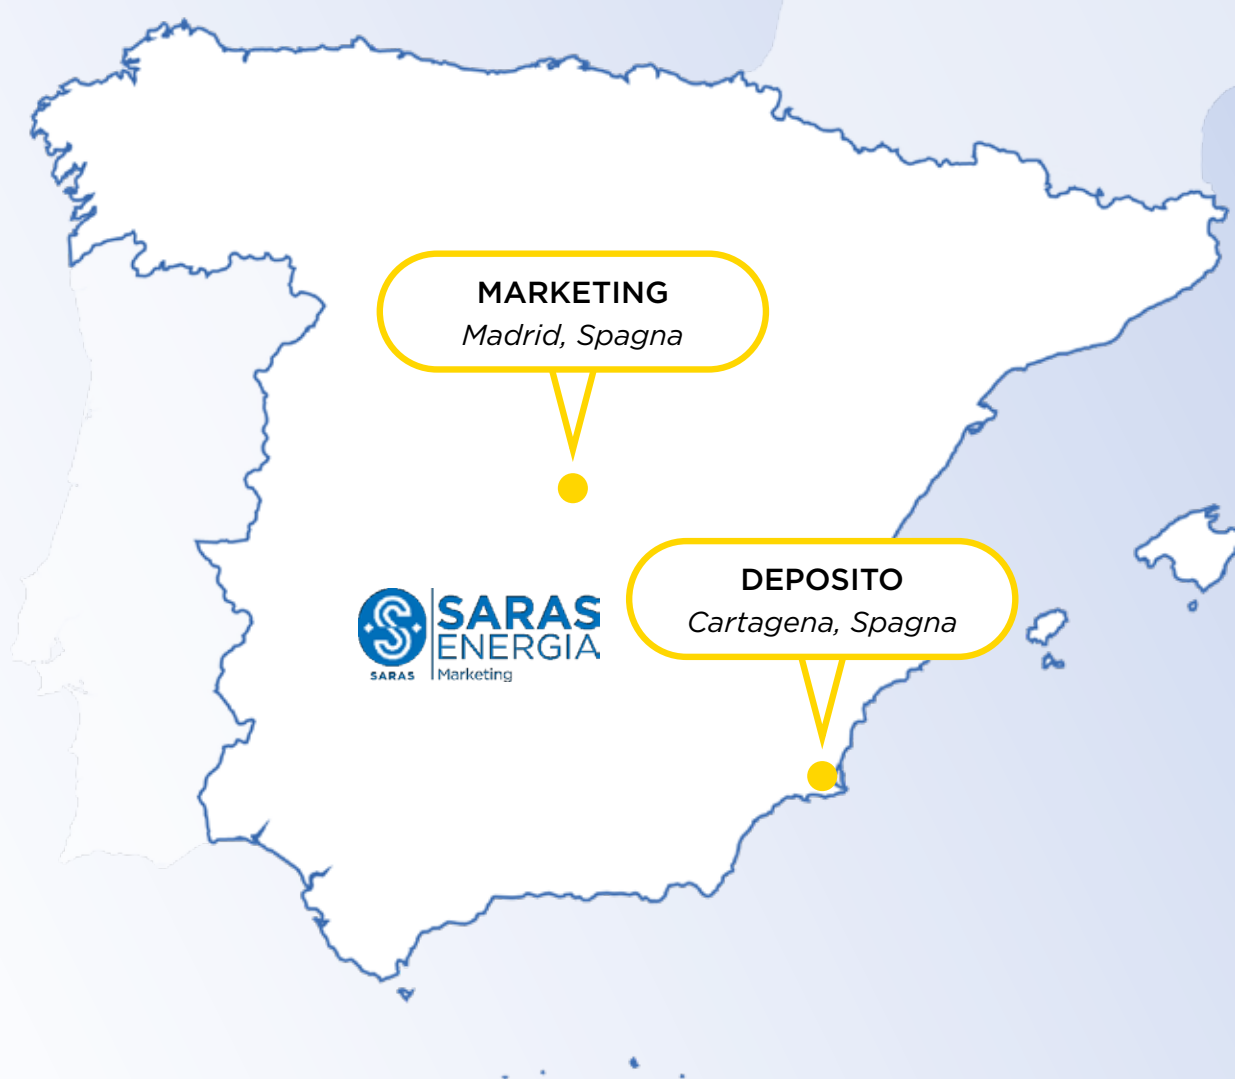 MARKETING
Madrid, Spagna
DEPOSITO
Cartagena, Spagna
SARAS
ENERGIA
SARAS
Marketing